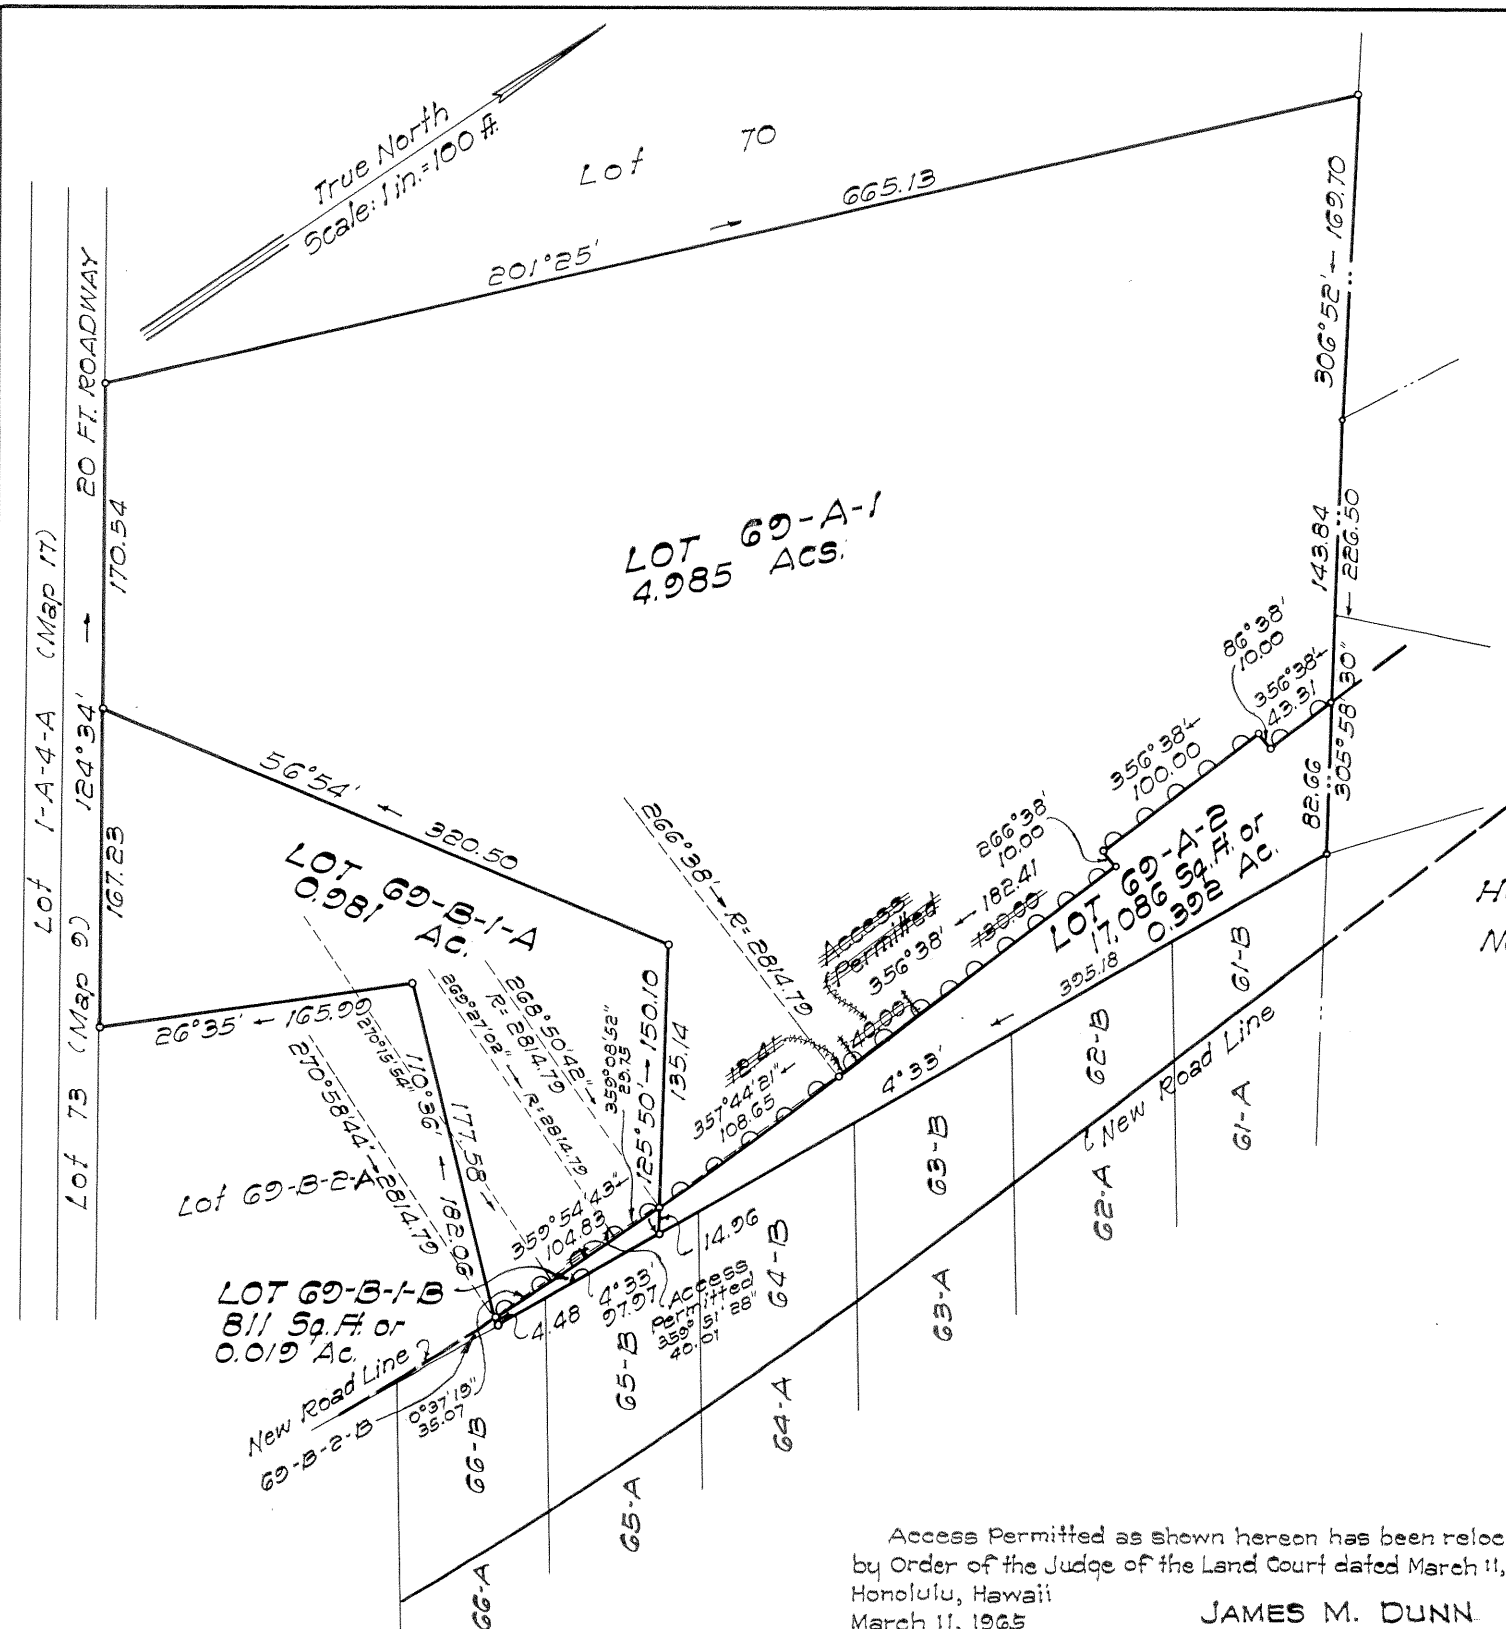 True North
Scale: 1 in.=100 ft.
Lot 70
665.13
201°25'
306°52' ← 169.70
20 FT. ROADWAY
170.54
Lot 1-A-4-A (Map 17)
124°34' →
167.23
Lot 73 (Map 9)
LOT 69-A-1
4.985 Acs.
143.84
← 226.50
86°38'
10.00
356°38'
43.31
305°58'30"
82.66
356°38'
100.00
266°38'
10.00
56°54' ← 320.50
LOT 69-B-1-A
0.981
Ac.
266°38' → R=2814.79
Access
Permitted
356°38' ← 182.41
130.00
40.00
LOT 69-A-2
17,086 Sq.Ft. or
0.392 Ac.
395.18
4°33'
61-B
62-B
New Road Line
61-A
62-A
63-B
63-A
26°35' ← 165.99
270°15'54"
270°58'44" → 2814.79
110°36' ← 182.06
177.58
269°27'02" → R=2814.79
268°50'42"
R=2814.79
359°08'52"
29.75
125°50' → 150.10
135.14
357°44'21"
108.65
Lot 69-B-2-A
359°54'43"
104.83
14.96
64-B
64-A
LOT 69-B-1-B
811 Sq.Ft. or
0.019 Ac.
4.48
4°33'
97.97
Access
Permitted
359°51'28"
40.01
65-B
65-A
New Road Line
69-B-2-B
0°37'19"
35.07
66-B
66-A
Access Permitted as shown hereon has been reloc
by Order of the Judge of the Land Court dated March 11,
Honolulu, Hawaii
March 11, 1965
JAMES M. DUNN